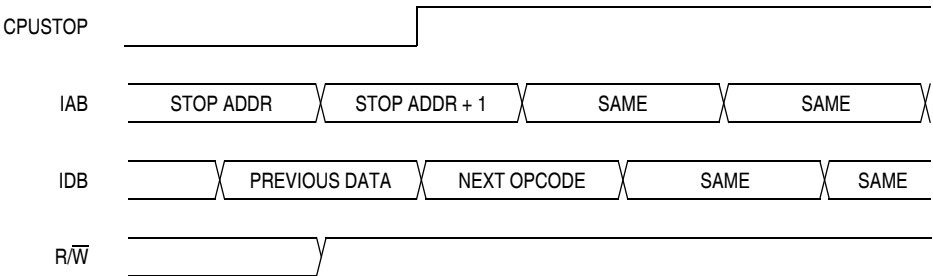 CPUSTOP
IAB STOP ADDR STOP ADDR + 1 SAME SAME
IDB PREVIOUS DATA NEXT OPCODE SAME SAME
R/W̅